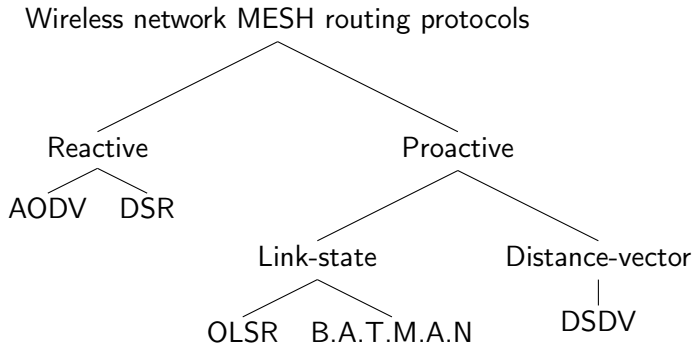 Wireless network MESH routing protocols
Reactive Proactive
AODV DSR
Link-state Distance-vector
OLSR B.A.T.M.A.N DSDV